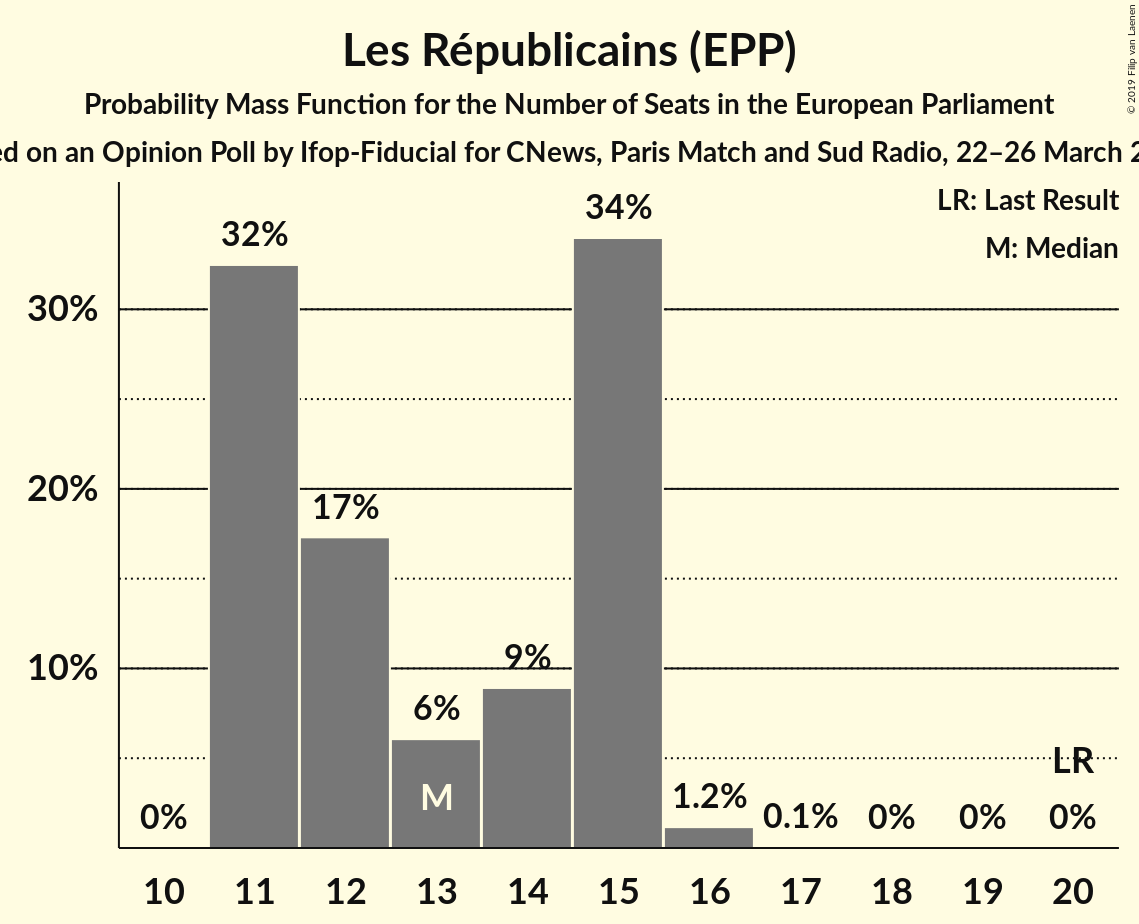 Les Républicains (EPP)
Probability Mass Function for the Number of Seats in the European Parliament
on an Opinion Poll by Ifop-Fiducial for CNews, Paris Match and Sud Radio, 22–26 March
© 2019 Filip van Laenen
LR: Last Result
M: Median
34%
32%
30%
20%
17%
10%
9%
6%
M
LR
0%
1.2%
0.1%
0%
0%
0%
10 11 12 13 14 15 16 17 18 19 20